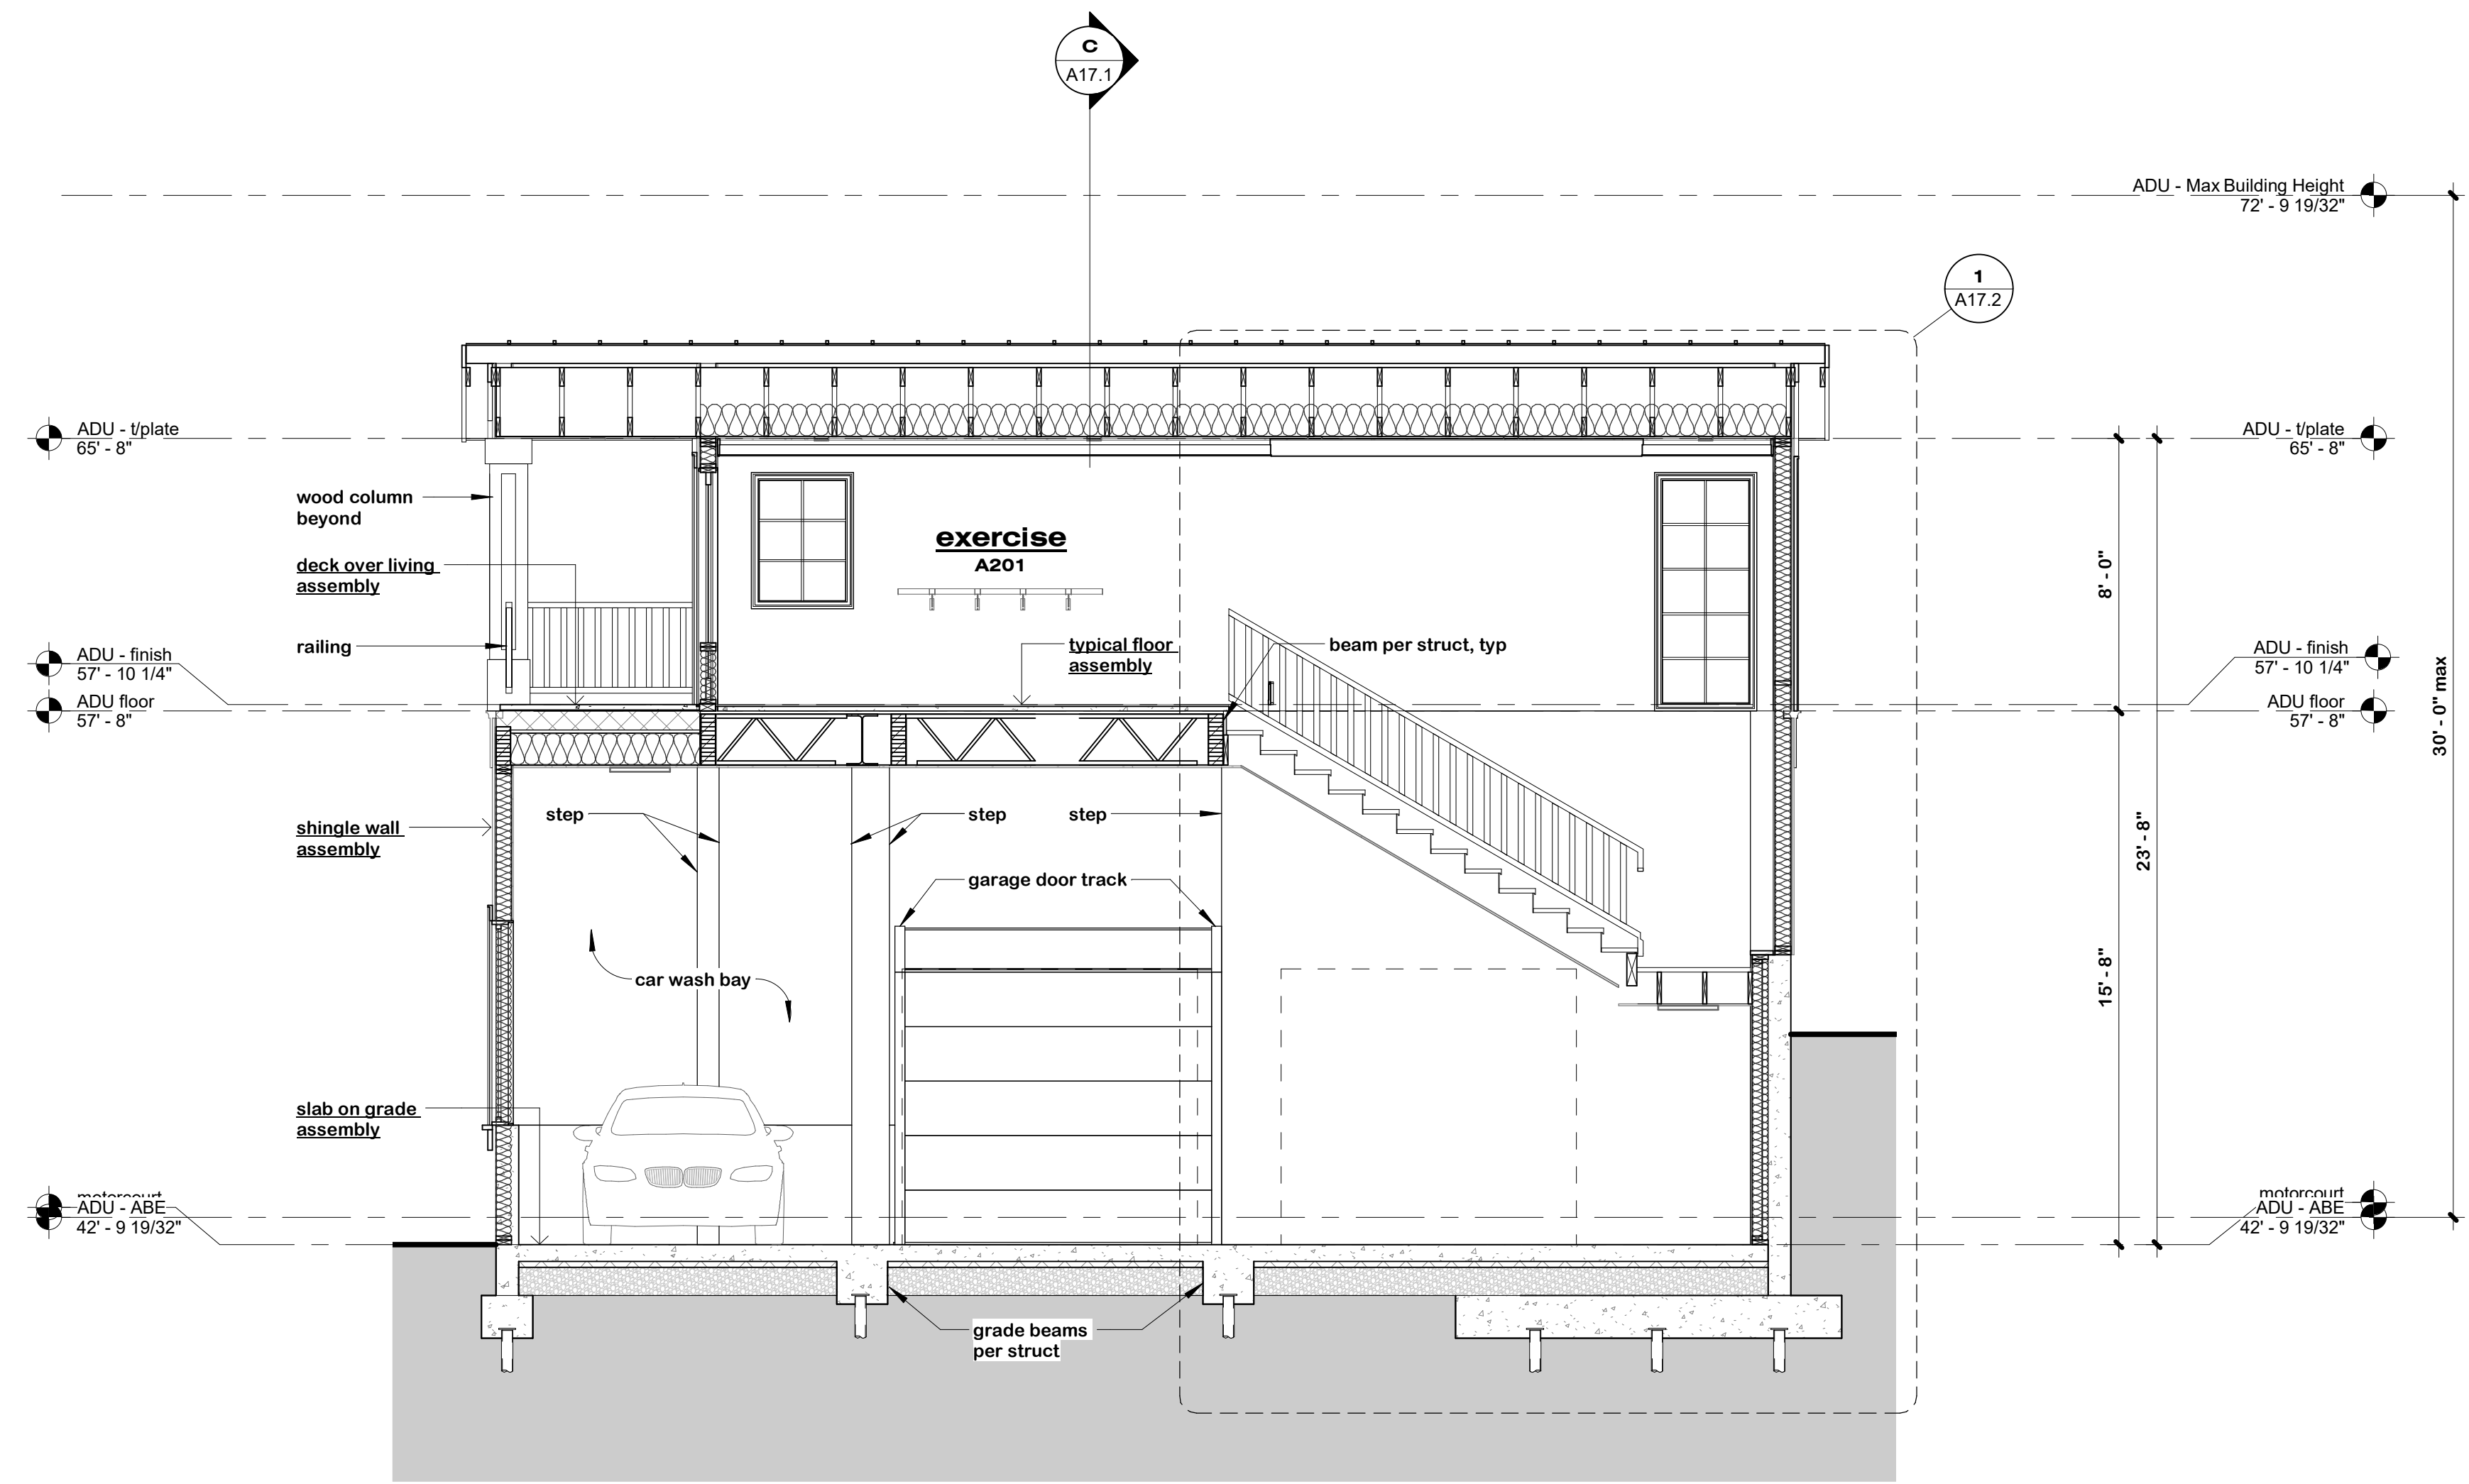 C
A17.1
ADU - Max Building Height
72' - 9 19/32"
1
A17.2
ADU - t/plate
65' - 8"
ADU - t/plate
65' - 8"
wood column
beyond
exercise
A201
deck over living
assembly
8' - 0"
railing
typical floor
assembly
beam per struct, typ
ADU - finish
57' - 10 1/4"
ADU floor
57' - 8"
ADU - finish
57' - 10 1/4"
ADU floor
57' - 8"
30' - 0" max
step
step
step
shingle wall
assembly
23' - 8"
garage door track
car wash bay
15' - 8"
slab on grade
assembly
motorcourt
ADU - ABE
42' - 9 19/32"
motorcourt
ADU - ABE
42' - 9 19/32"
grade beams
per struct